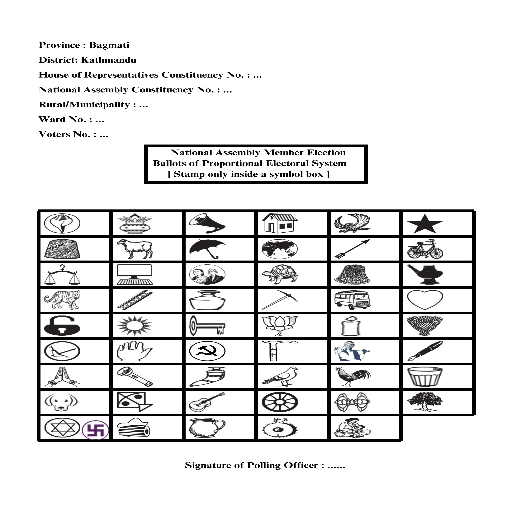 Province : Bagmati
District: Kathmandu
House of Representatives Constituency No. : ...
National Assembly Constituency No. : ...
Rural/Municipality : ...
Ward No. : ...
Voters No. : ...
National Assembly Member Election
Ballots of Proportional Electoral System
[ Stamp only inside a symbol box ]
Signature of Polling Officer : ......